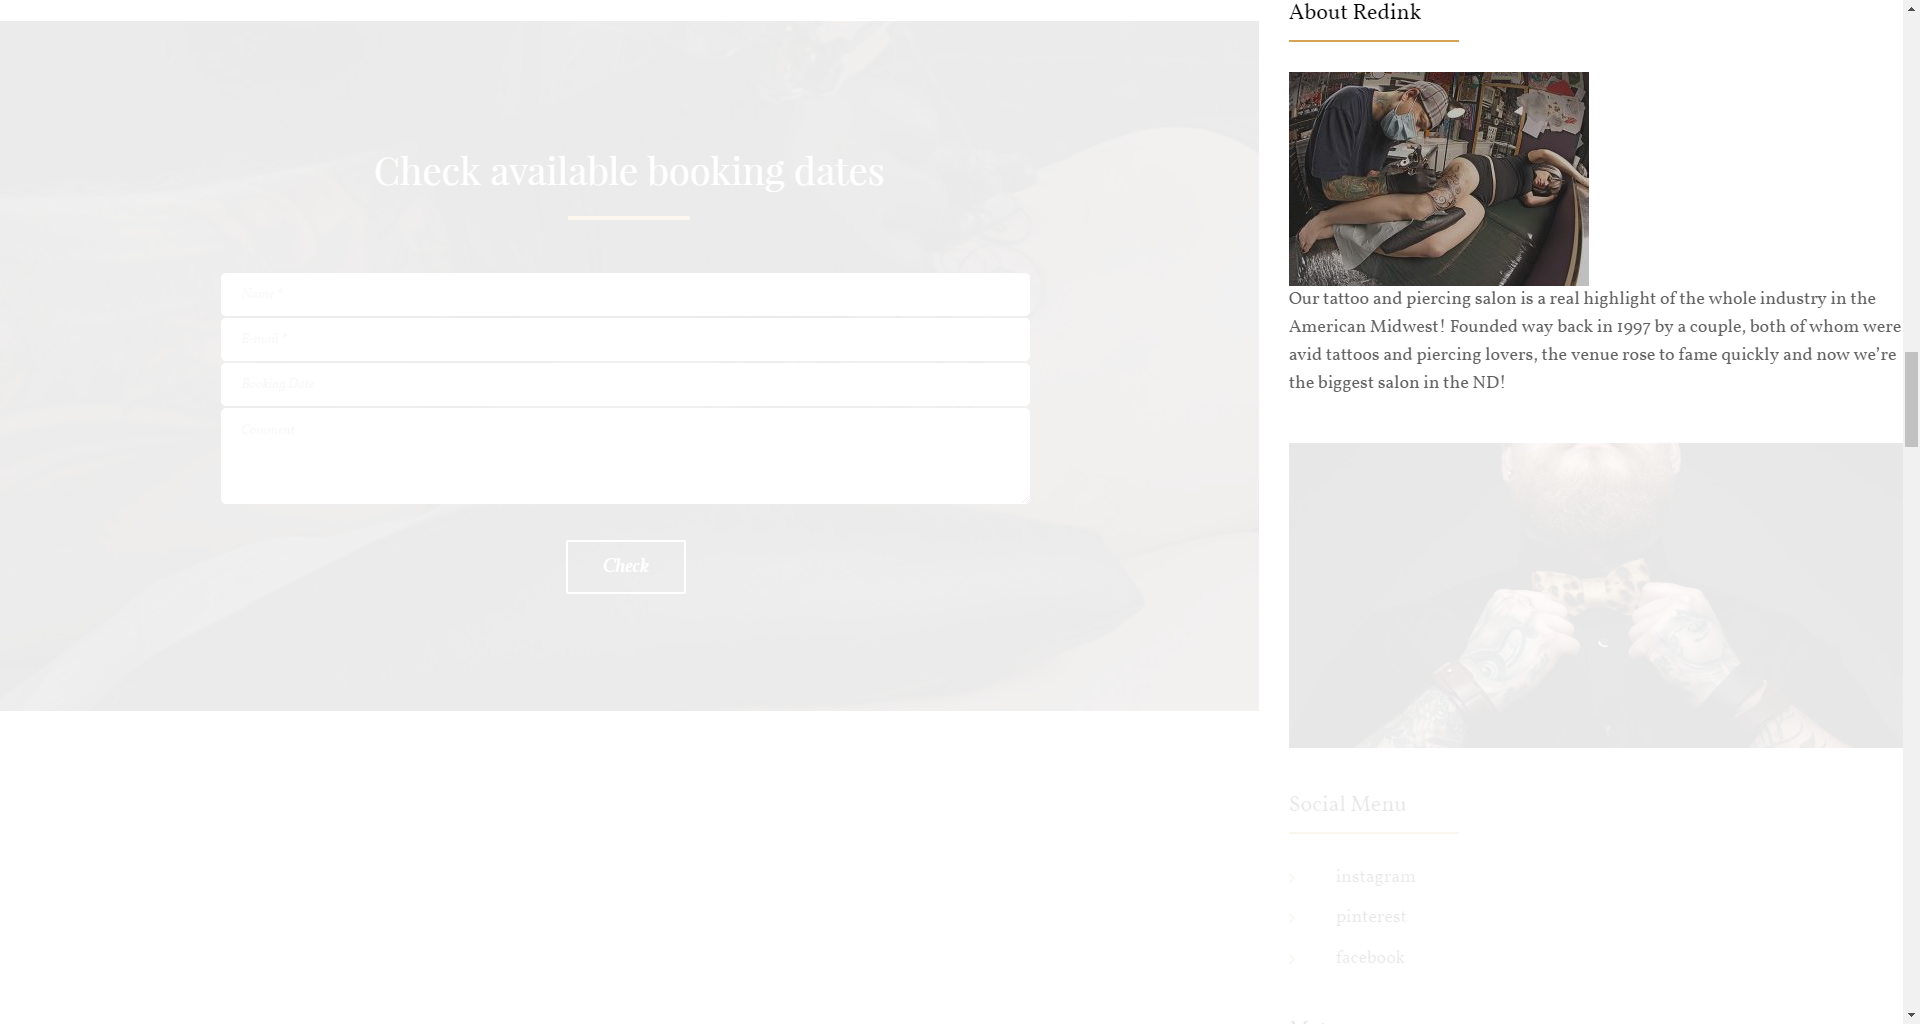 About Redink
Check available booking dates
Name *
E-mail *
Booking Date
Comment
Check
Our tattoo and piercing salon is a real highlight of the whole industry in the
American Midwest! Founded way back in 1997 by a couple, both of whom were
avid tattoos and piercing lovers, the venue rose to fame quickly and now we’re
the biggest salon in the ND!
Social Menu
instagram
pinterest
facebook